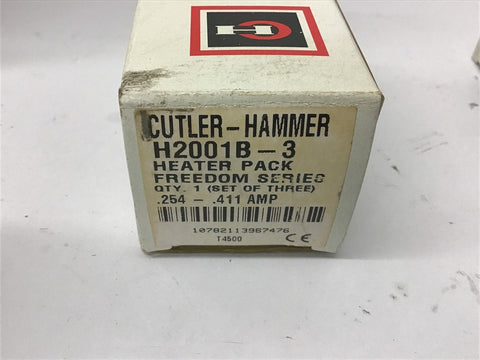 CH
CUTLER-HAMMER
H2001B-3
HEATER PACK
FREEDOM SERIES
QTY. 1 (SET OF THREE)
.254 - .411 AMP
10782113967476
T4500 CE